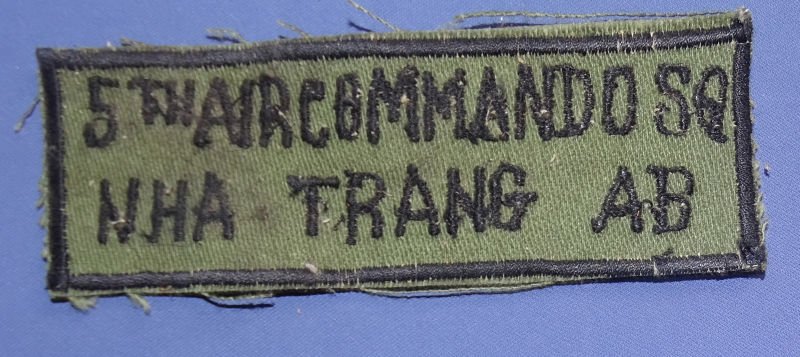 5TH AIR COMMANDO SQ
NHA TRANG AB